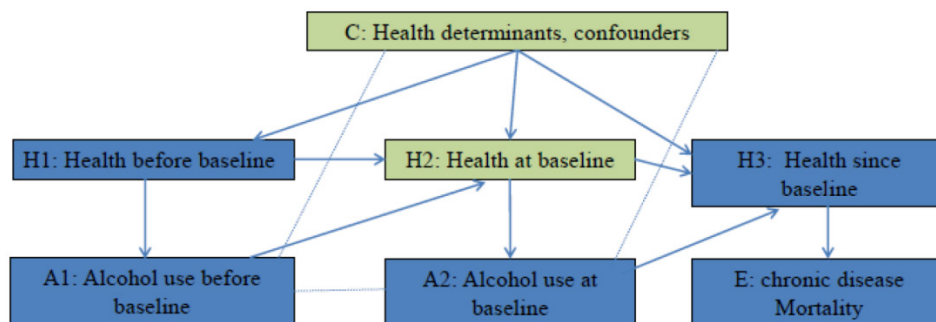 C: Health determinants, confounders
H1: Health before baseline
H2: Health at baseline
H3:  Health since
baseline
A1: Alcohol use before
baseline
A2: Alcohol use at
baseline
E: chronic disease
Mortality